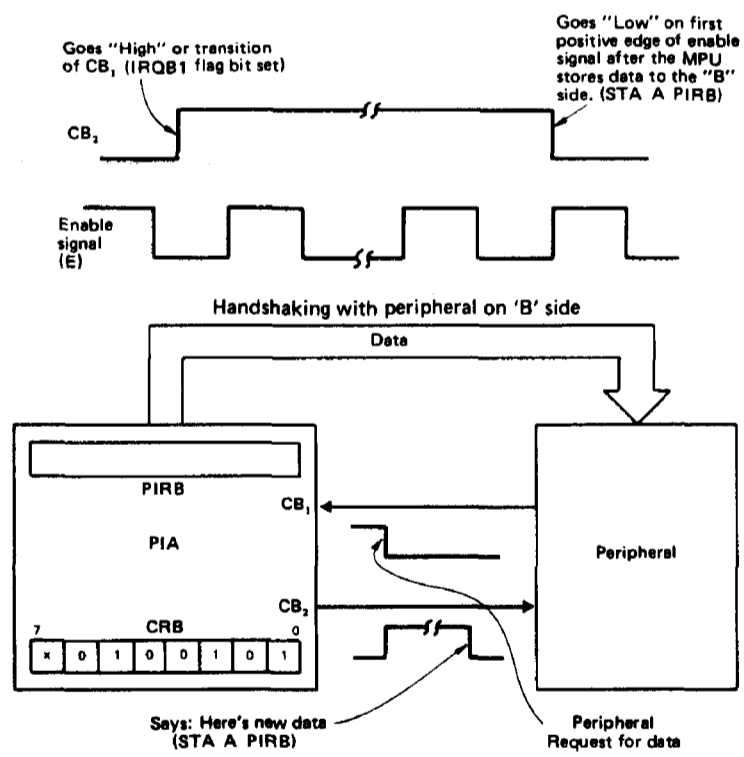 Goes "High" or transition
of CB₁ (IRQB1 flag bit set)
Goes "Low" on first
positive edge of enable
signal after the MPU
stores data to the "B"
side. (STA A PIRB)
CB₂
Enable
signal
(E)
Handshaking with peripheral on 'B' side
Data
PIRB
CB₁
PIA
Peripheral
CB₂
CRB
7
0
x 0 1 0 0 1 0 1
Says: Here's new data
(STA A PIRB)
Peripheral
Request for data